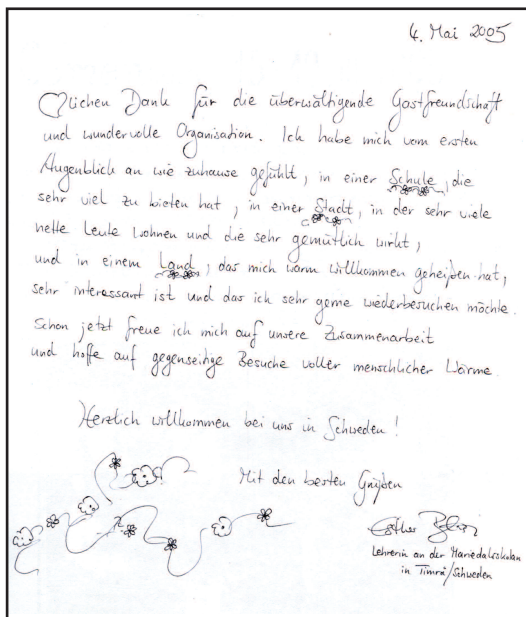 4. Mai 2005
♡lichen Dank für die überwältigende Gastfreundschaft
und wundervolle Organisation. Ich habe mich vom ersten
Augenblick an wie zuhause gefühlt, in einer Schule, die
sehr viel zu bieten hat, in einer Stadt, in der sehr viele
nette Leute wohnen und die sehr gemütlich wirkt,
und in einem Land, das mich warm willkommen geheißen hat,
sehr interessant ist und das ich sehr gerne wiederbesuchen möchte.
Schon jetzt freue ich mich auf unsere Zusammenarbeit
und hoffe auf gegenseitige Besuche voller menschlicher Wärme
Herzlich willkommen bei uns in Schweden!
Mit den besten Grüßen
Esther
Lehrerin an der Mariedalsskolan
in Timrå/Schweden